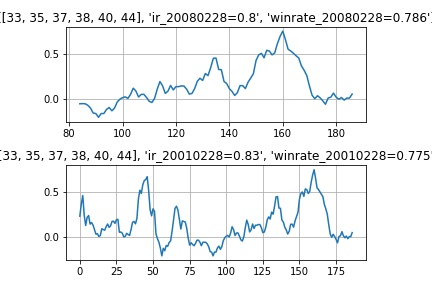 [[33, 35, 37, 38, 40, 44], 'ir_20080228=0.8', 'winrate_20080228=0.786']
0.5
0.0
80 100 120 140 160 180
[33, 35, 37, 38, 40, 44], 'ir_20010228=0.83', 'winrate_20010228=0.775'
0.5
0.0
0 25 50 75 100 125 150 175